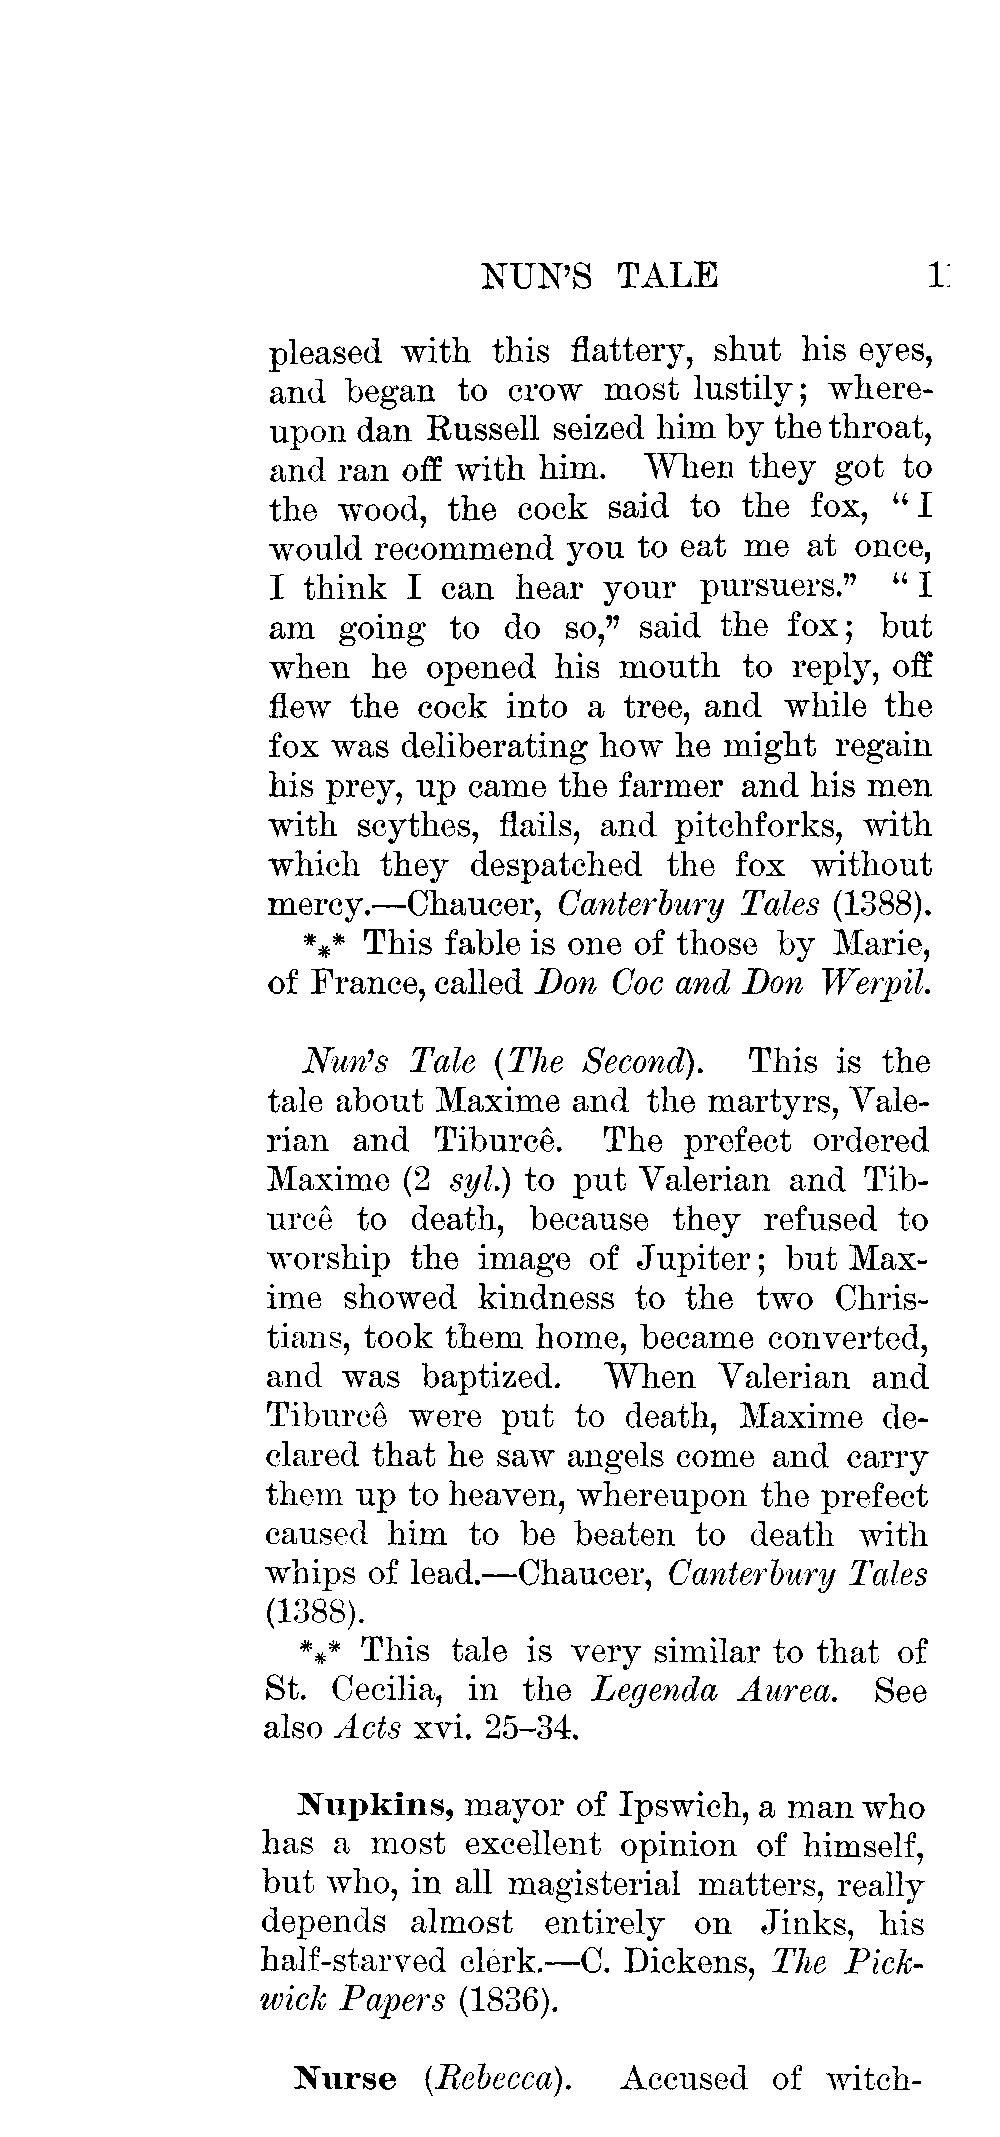 NUN'S TALE
pleased with this flattery, shut his eyes,
and began to crow most lustily; where-
upon dan Russell seized him by the throat,
and ran off with him. When they got to
the wood, the cock said to the fox, “I
would recommend you to eat me at once,
I think I can hear your pursuers.” “I
am going to do so,” said the fox; but
when he opened his mouth to reply, off
flew the cock into a tree, and while the
fox was deliberating how he might regain
his prey, up came the farmer and his men
with scythes, flails, and pitchforks, with
which they despatched the fox without
mercy.—Chaucer, Canterbury Tales (1388).
*⁎* This fable is one of those by Marie,
of France, called Don Coc and Don Werpil.
Nun's Tale (The Second). This is the
tale about Maxime and the martyrs, Vale-
rian and Tiburcê. The prefect ordered
Maxime (2 syl.) to put Valerian and Tib-
urcê to death, because they refused to
worship the image of Jupiter; but Max-
ime showed kindness to the two Chris-
tians, took them home, became converted,
and was baptized. When Valerian and
Tiburcê were put to death, Maxime de-
clared that he saw angels come and carry
them up to heaven, whereupon the prefect
caused him to be beaten to death with
whips of lead.—Chaucer, Canterbury Tales
(1388).
*⁎* This tale is very similar to that of
St. Cecilia, in the Legenda Aurea. See
also Acts xvi. 25–34.
Nupkins, mayor of Ipswich, a man who
has a most excellent opinion of himself,
but who, in all magisterial matters, really
depends almost entirely on Jinks, his
half-starved clerk.—C. Dickens, The Pick-
wick Papers (1836).
Nurse (Rebecca). Accused of witch-